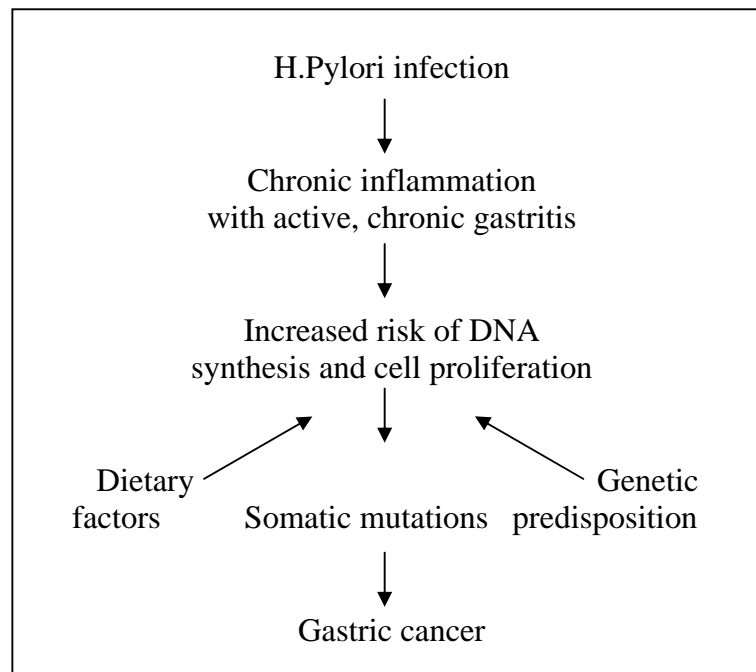 H.Pylori infection
Chronic inflammation
with active, chronic gastritis
Increased risk of DNA
synthesis and cell proliferation
Dietary
factors
Somatic mutations
Genetic
predisposition
Gastric cancer